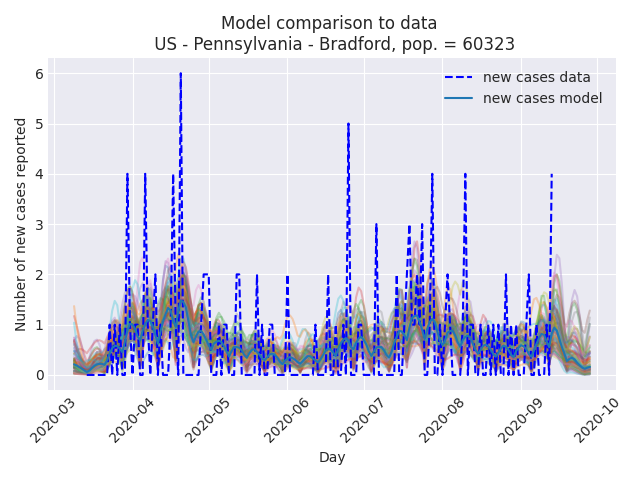 Model comparison to data
US - Pennsylvania - Bradford, pop. = 60323
new cases data
new cases model
Number of new cases reported
6
5
4
3
2
1
0
2020-03
2020-04
2020-05
2020-06
2020-07
2020-08
2020-09
2020-10
Day